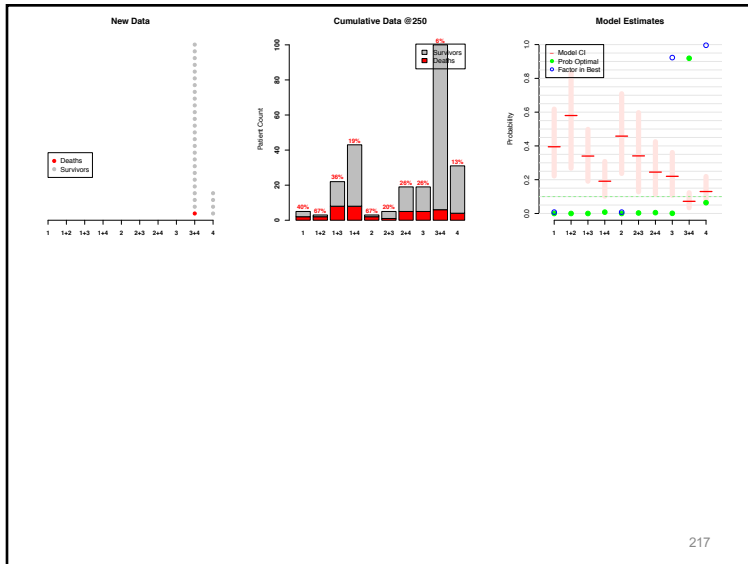 New Data
Deaths
Survivors
1 1+2 1+3 1+4 2 2+3 2+4 3 3+4 4
Cumulative Data @250
Patient Count
100
80
60
40
20
0
Survivors
Deaths
40% 67% 36% 19% 67% 20% 26% 26% 6% 13%
1 1+2 1+3 1+4 2 2+3 2+4 3 3+4 4
Model Estimates
Probability
1.0
0.8
0.6
0.4
0.2
0.0
Model CI
Prob Optimal
Factor in Best
1 1+2 1+3 1+4 2 2+3 2+4 3 3+4 4
217